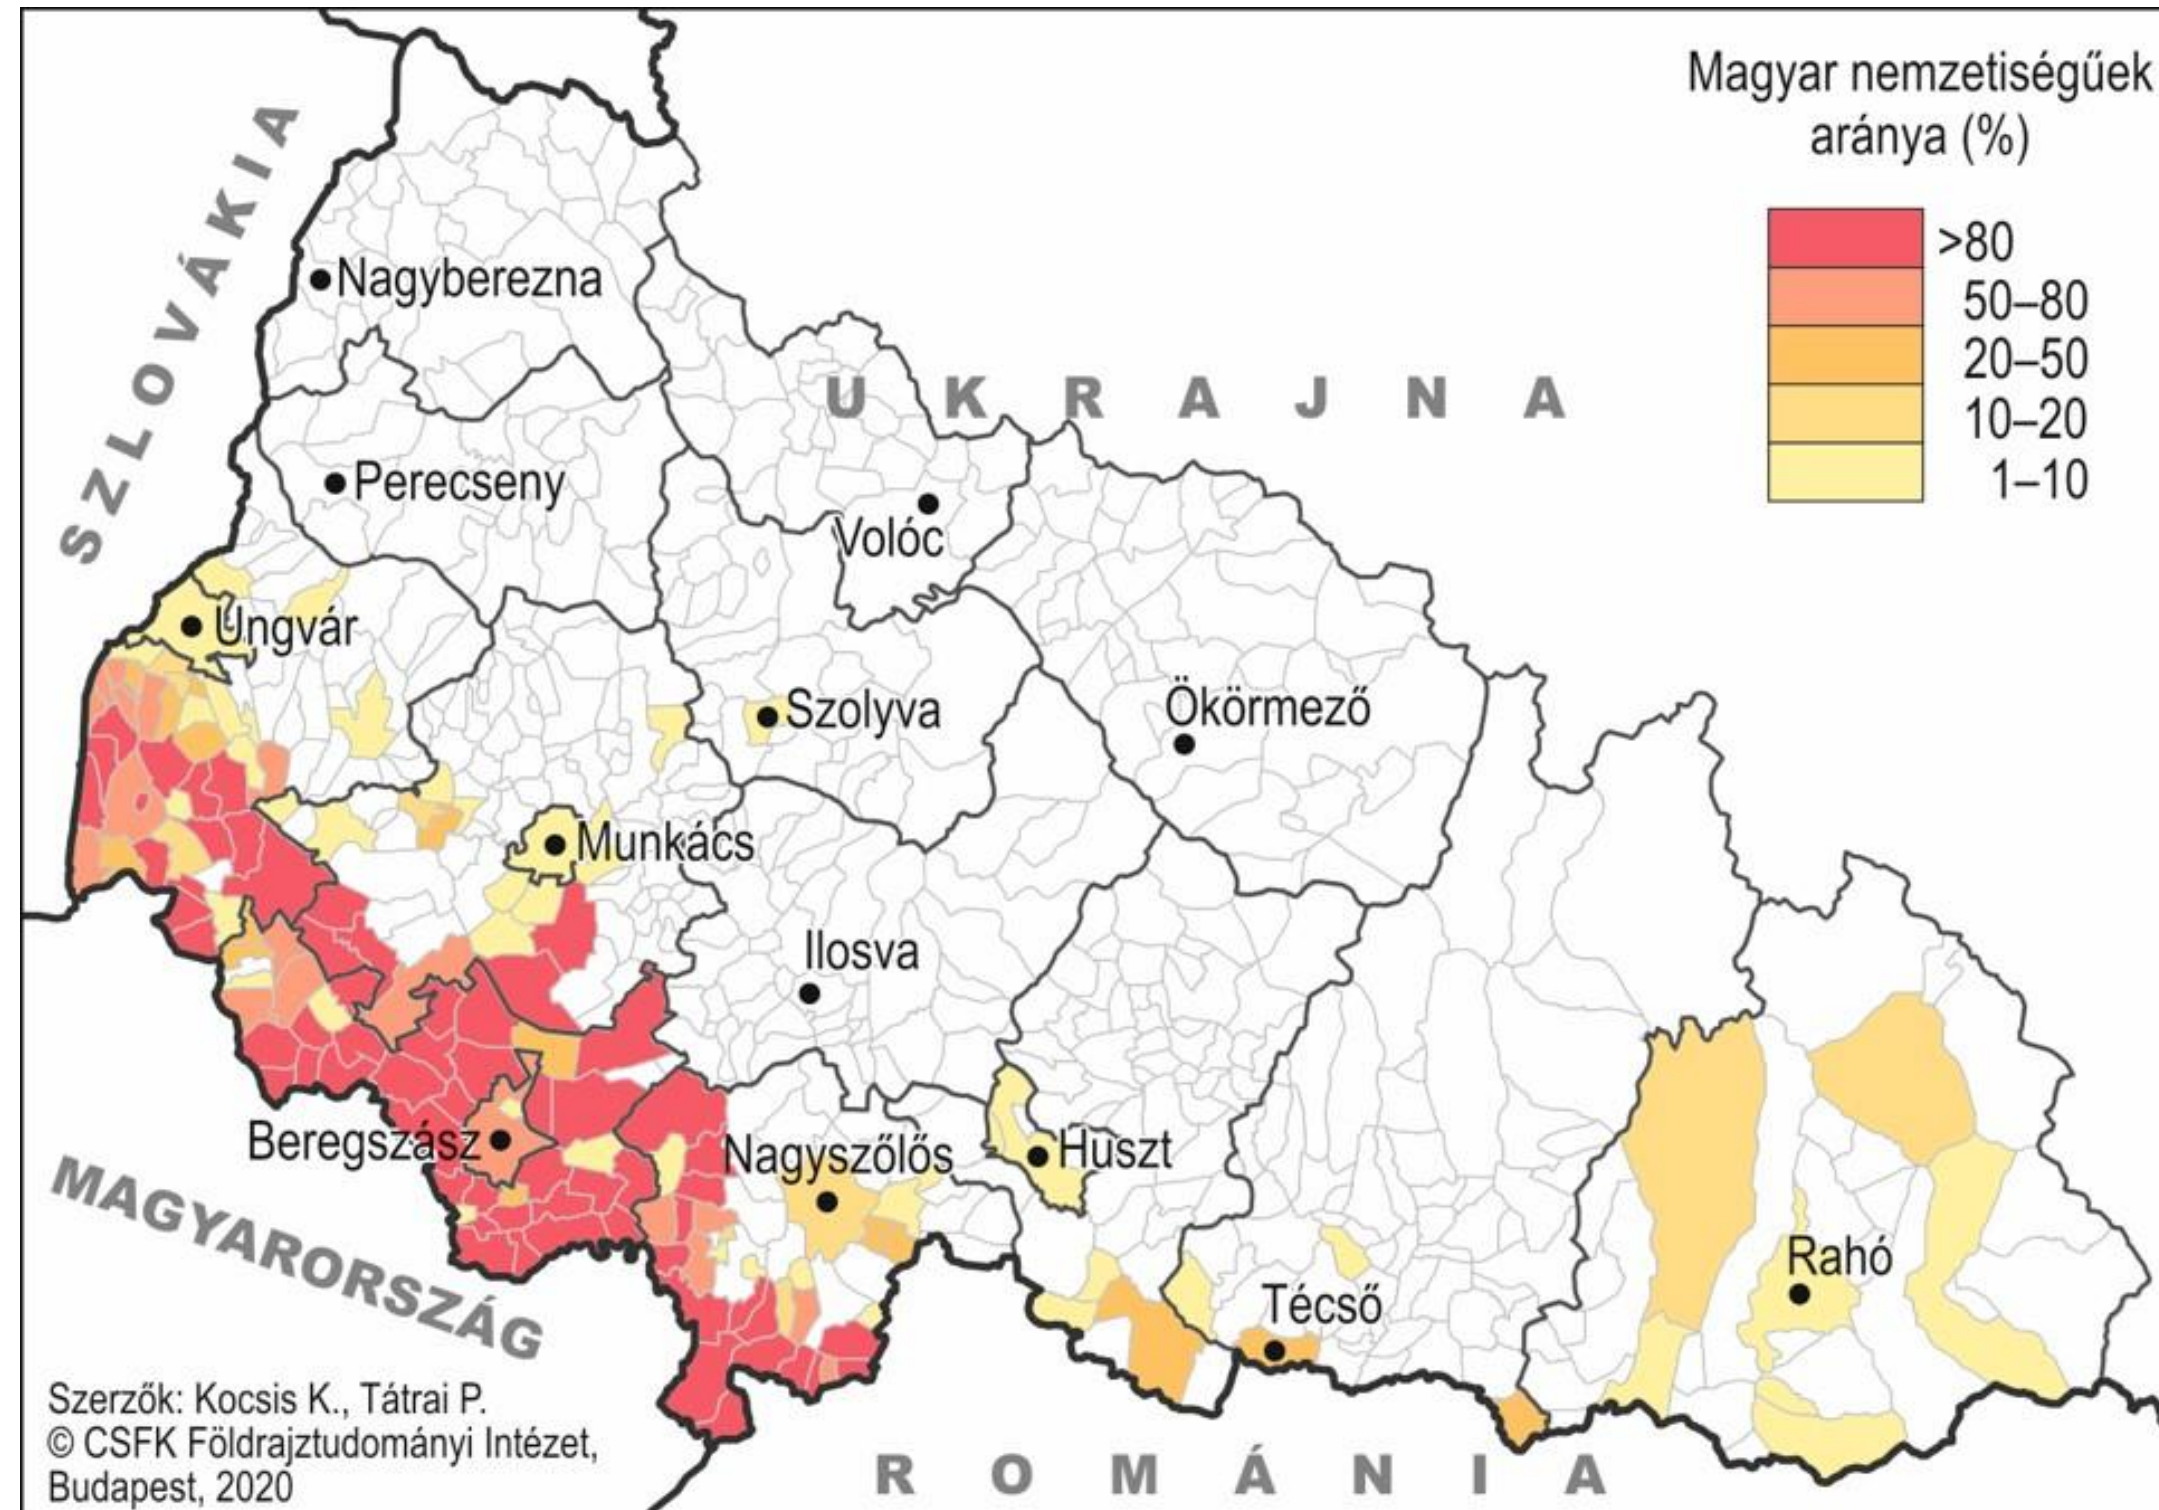 Magyar nemzetiségűek
aránya (%)
>80
50–80
20–50
10–20
1–10
SZLOVÁKIA
UKRAJNA
Nagyberezna
Perecseny
Volóc
Ungvár
Szolyva
Ökörmező
Munkács
Ilosva
Beregszász
Nagyszőlős
Huszt
Técső
Rahó
MAGYARORSZÁG
ROMÁNIA
Szerzők: Kocsis K., Tátrai P.
© CSFK Földrajztudományi Intézet,
Budapest, 2020